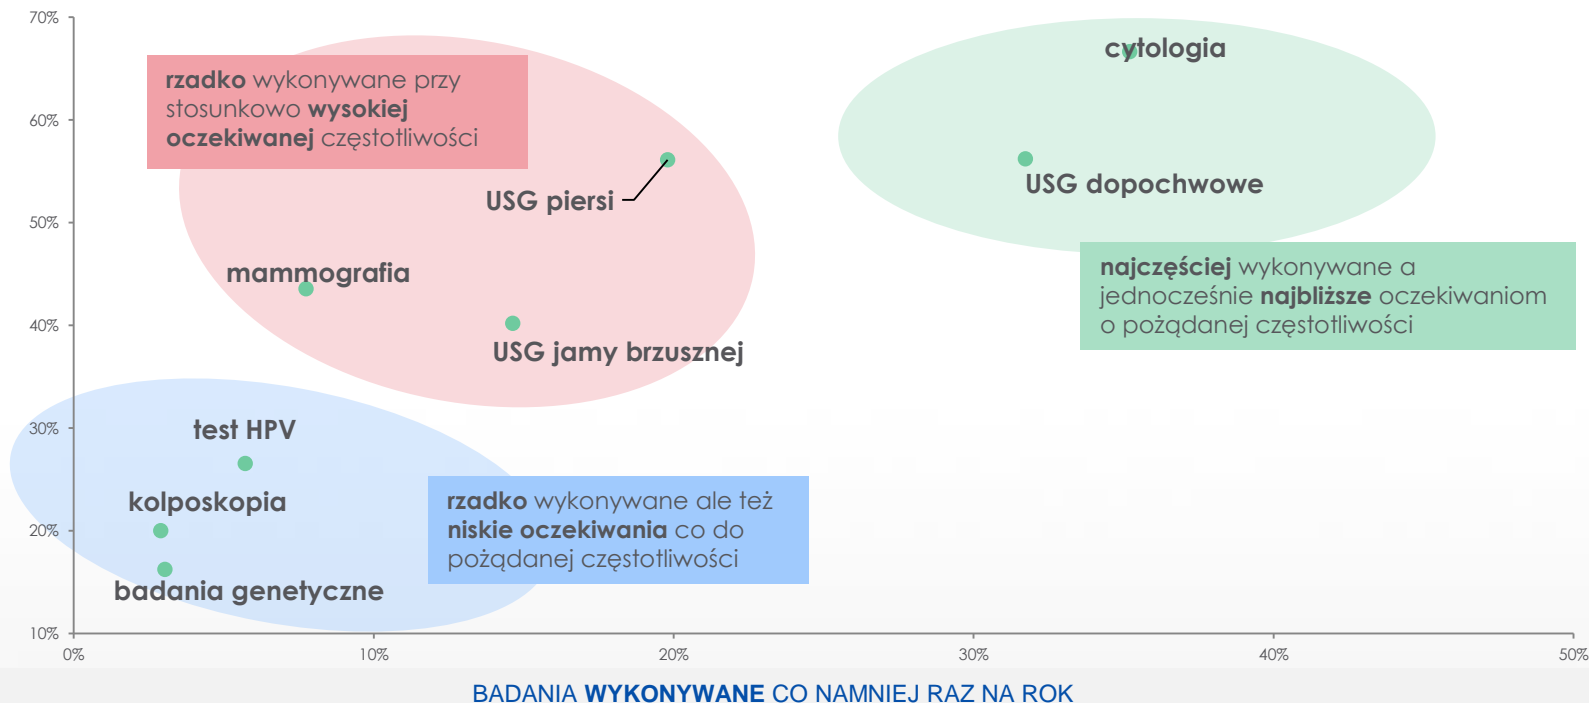 70%
cytologia
rzadko wykonywane przy
stosunkowo wysokiej
oczekiwanej częstotliwości
60%
USG piersi
USG dopochwowe
50%
mammografia
najczęściej wykonywane a
jednocześnie najbliższe oczekiwaniom
o pożądanej częstotliwości
40%
USG jamy brzusznej
30%
test HPV
kolposkopia
rzadko wykonywane ale też
niskie oczekiwania co do
pożądanej częstotliwości
20%
badania genetyczne
10%
0%
10%
20%
30%
40%
50%
BADANIA WYKONYWANE CO NAMNIEJ RAZ NA ROK